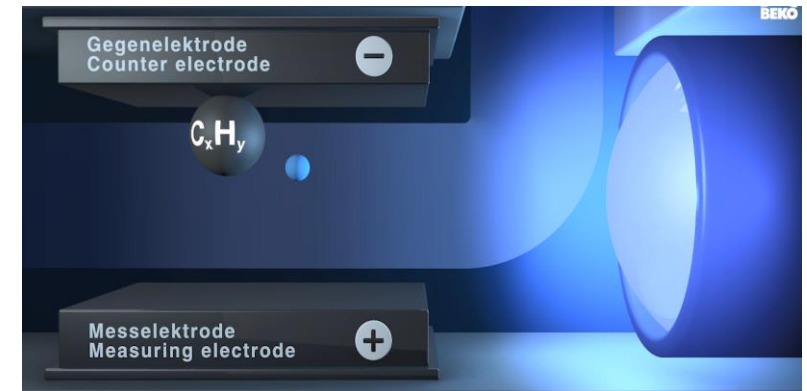 BEKO
Gegenelektrode
Counter electrode
−
CxHy
Messelektrode
Measuring electrode
+